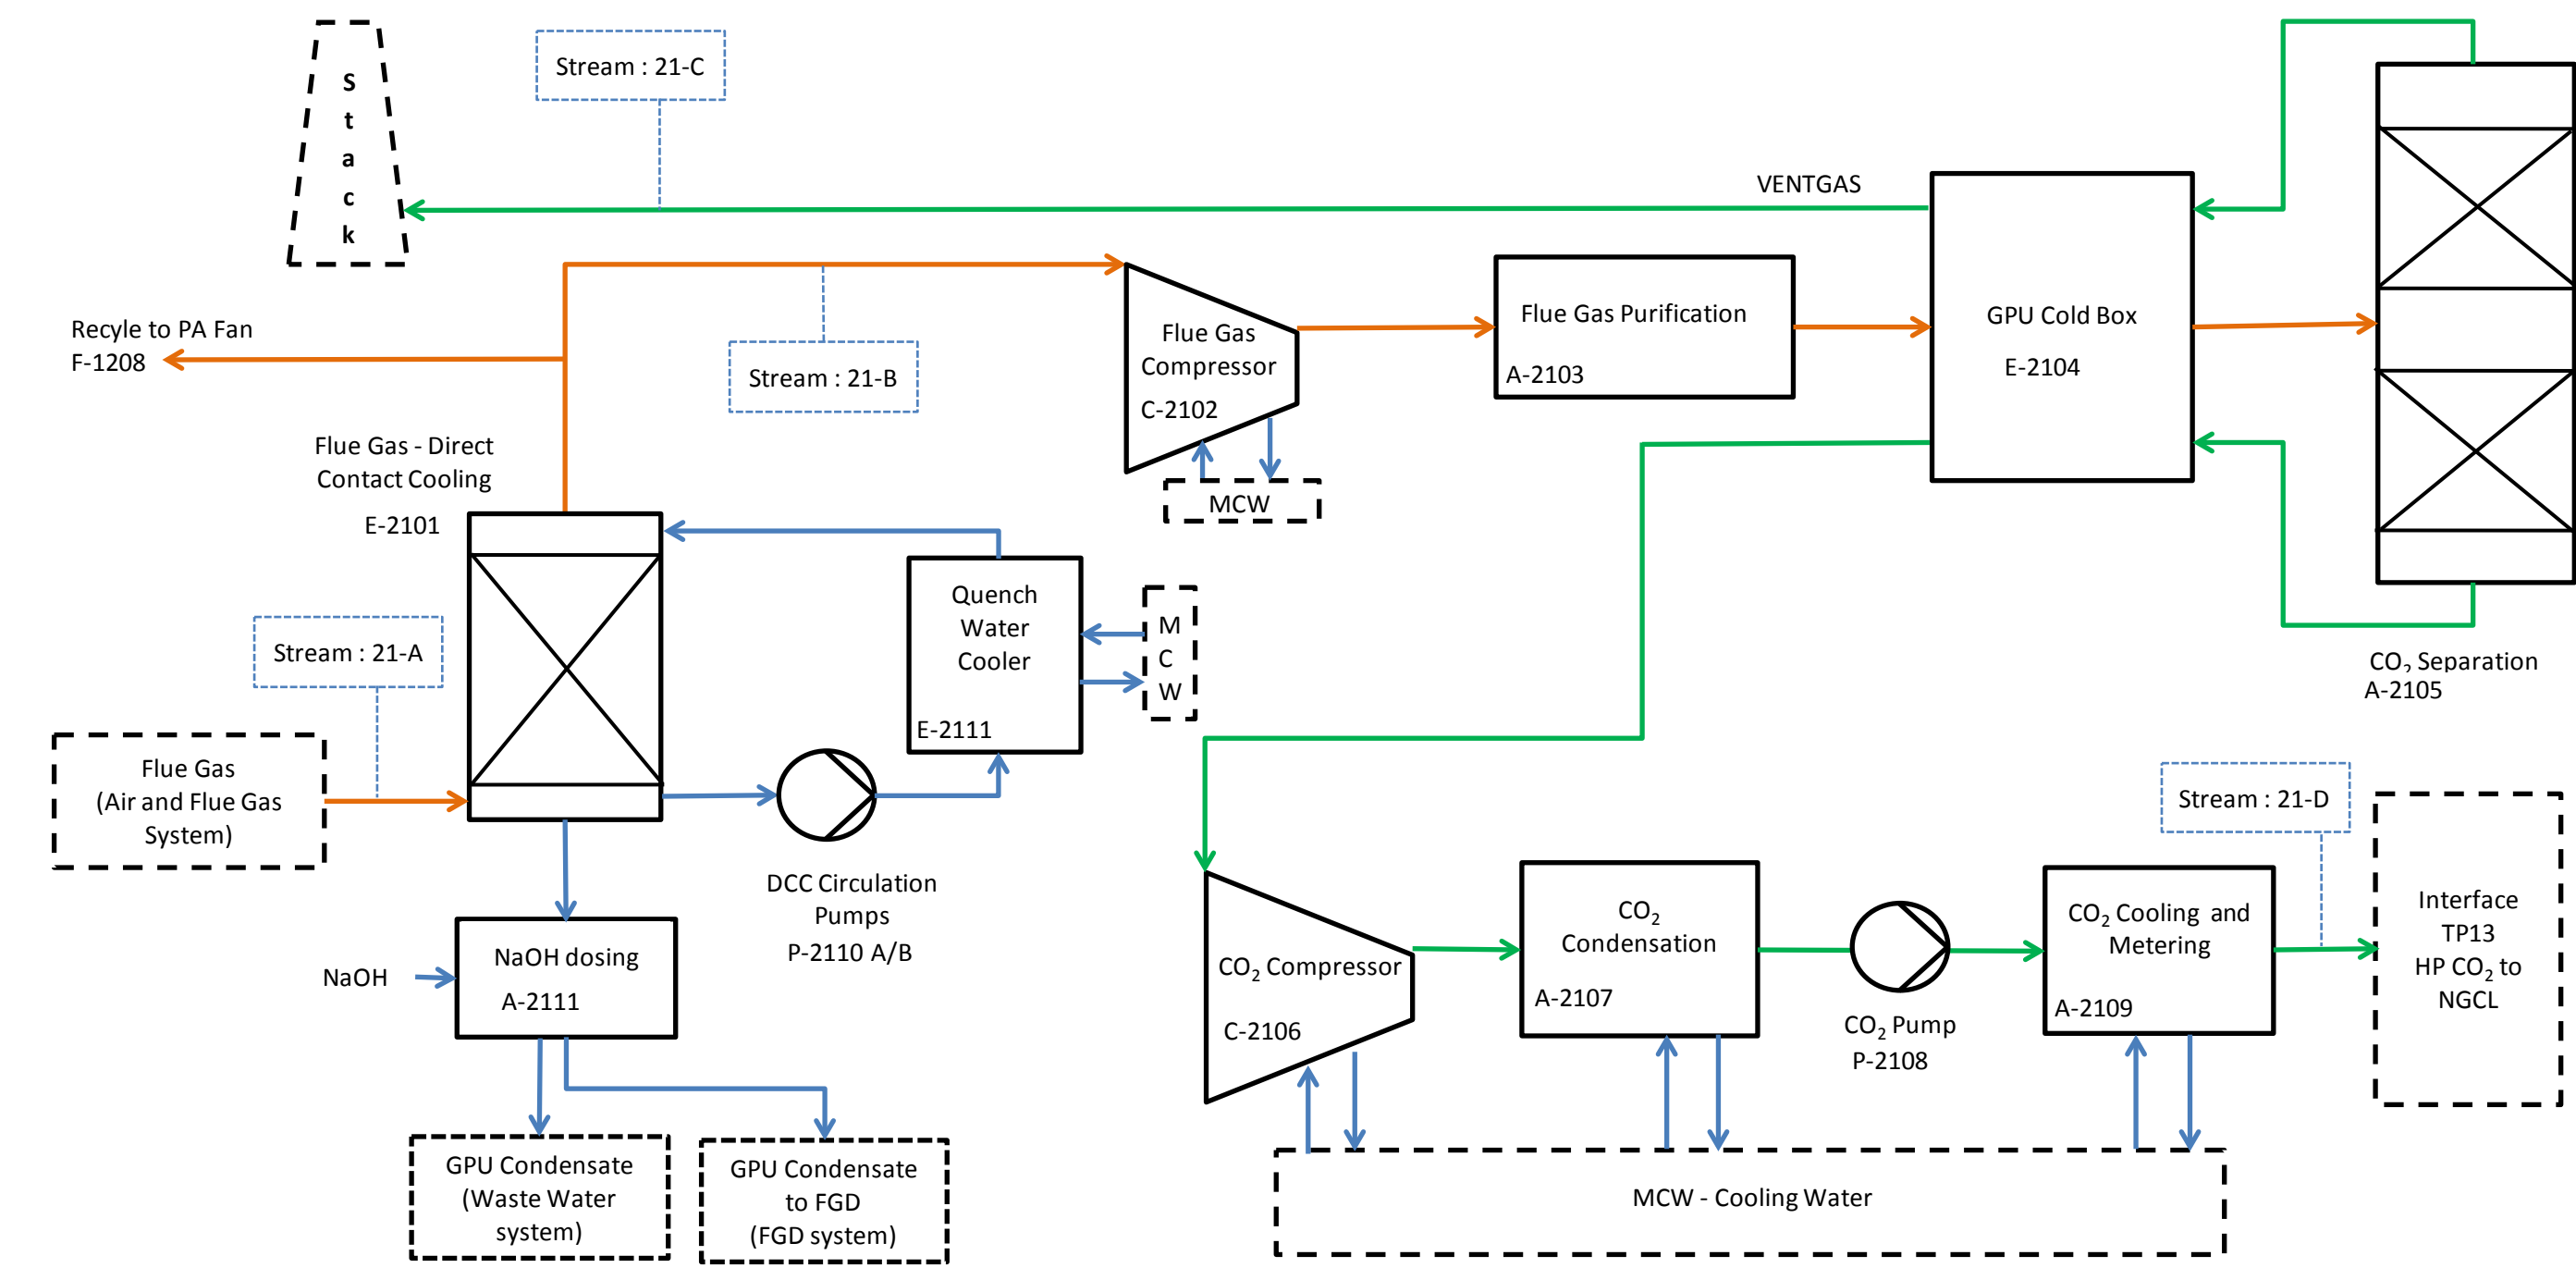 Stack
Stream : 21-C
VENTGAS
Recyle to PA Fan
F-1208
Stream : 21-B
Flue Gas
Compressor
C-2102
MCW
Flue Gas Purification
A-2103
GPU Cold Box
E-2104
CO₂ Separation
A-2105
Flue Gas - Direct
Contact Cooling
E-2101
Stream : 21-A
Flue Gas
(Air and Flue Gas
System)
Quench
Water
Cooler
E-2111
MCW
DCC Circulation
Pumps
P-2110 A/B
NaOH
NaOH dosing
A-2111
GPU Condensate
(Waste Water
system)
GPU Condensate
to FGD
(FGD system)
CO₂ Compressor
C-2106
CO₂
Condensation
A-2107
CO₂ Pump
P-2108
CO₂ Cooling and
Metering
A-2109
Stream : 21-D
Interface
TP13
HP CO₂ to
NGCL
MCW - Cooling Water